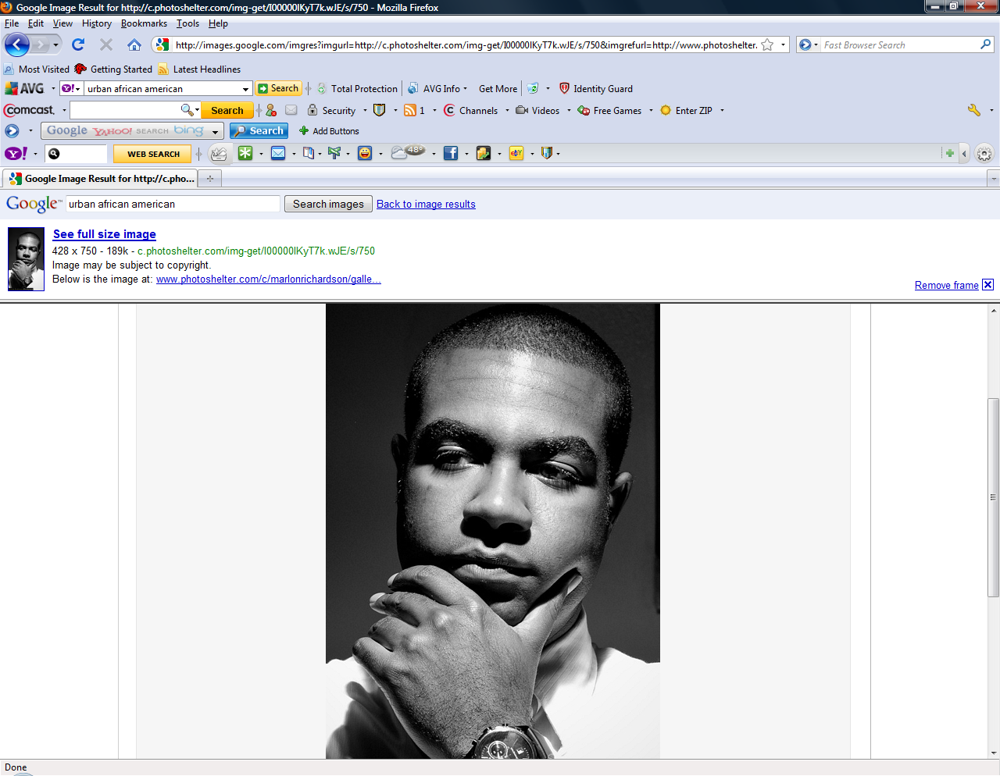 Google Image Result for http://c.photoshelter.com/img-get/I00000lKyT7k.wJE/s/750 - Mozilla Firefox
File Edit View History Bookmarks Tools Help
http://images.google.com/imgres?imgurl=http://c.photoshelter.com/img-get/I00000lKyT7k.wJE/s/750&imgrefurl=http://www.photoshelter. Fast Browser Search
Most Visited Getting Started Latest Headlines
AVG Y! urban african american Search Total Protection AVG Info Get More Identity Guard
Comcast. Search Security 1 Channels Videos Free Games Enter ZIP
Google YAHOO! SEARCH bing Search Add Buttons
Y! WEB SEARCH 48° eBY
Google Image Result for http://c.pho...
Google™ urban african american Search images Back to image results
See full size image
428 x 750 - 189k - c.photoshelter.com/img-get/I00000lKyT7k.wJE/s/750
Image may be subject to copyright.
Below is the image at: www.photoshelter.com/c/marlonrichardson/galle...
Remove frame
Done